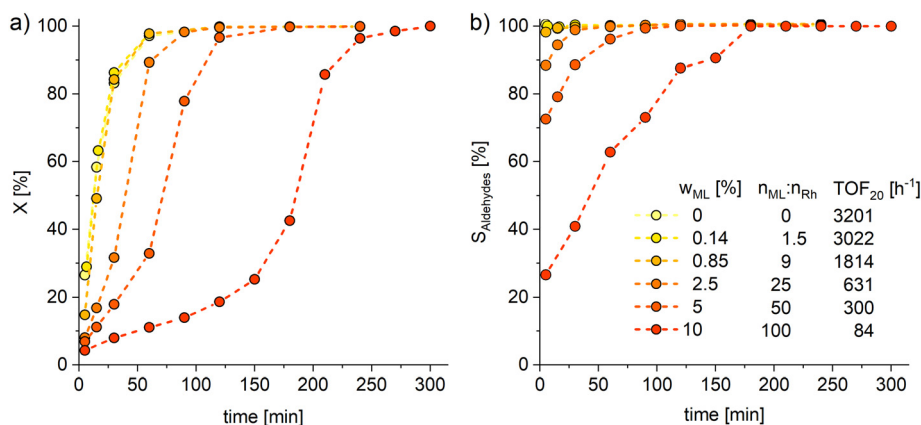 a)
X [%]
100
80
60
40
20
0
0 50 100 150 200 250 300
time [min]
b)
S_Aldehydes [%]
100
80
60
40
20
0
w_ML [%] n_ML:n_Rh TOF_20 [h^-1]
0 0 3201
0.14 1.5 3022
0.85 9 1814
2.5 25 631
5 50 300
10 100 84
0 50 100 150 200 250 300
time [min]